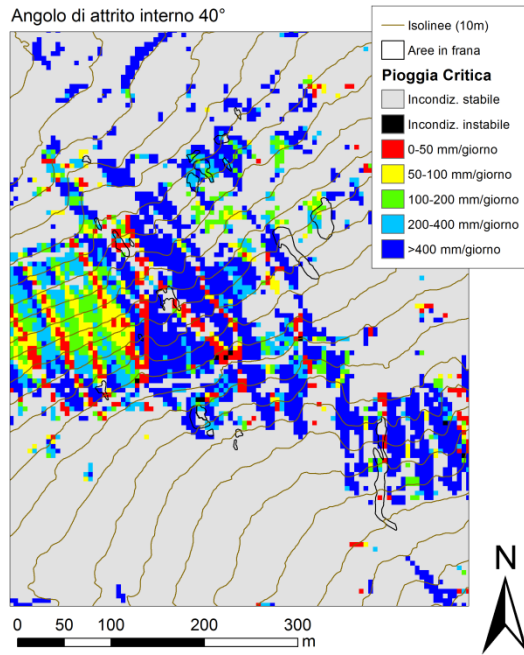 Angolo di attrito interno 40°
Isolinee (10m)
Aree in frana
Pioggia Critica
Incondiz. stabile
Incondiz. instabile
0-50 mm/giorno
50-100 mm/giorno
100-200 mm/giorno
200-400 mm/giorno
>400 mm/giorno
N
0 50 100 200 300
m